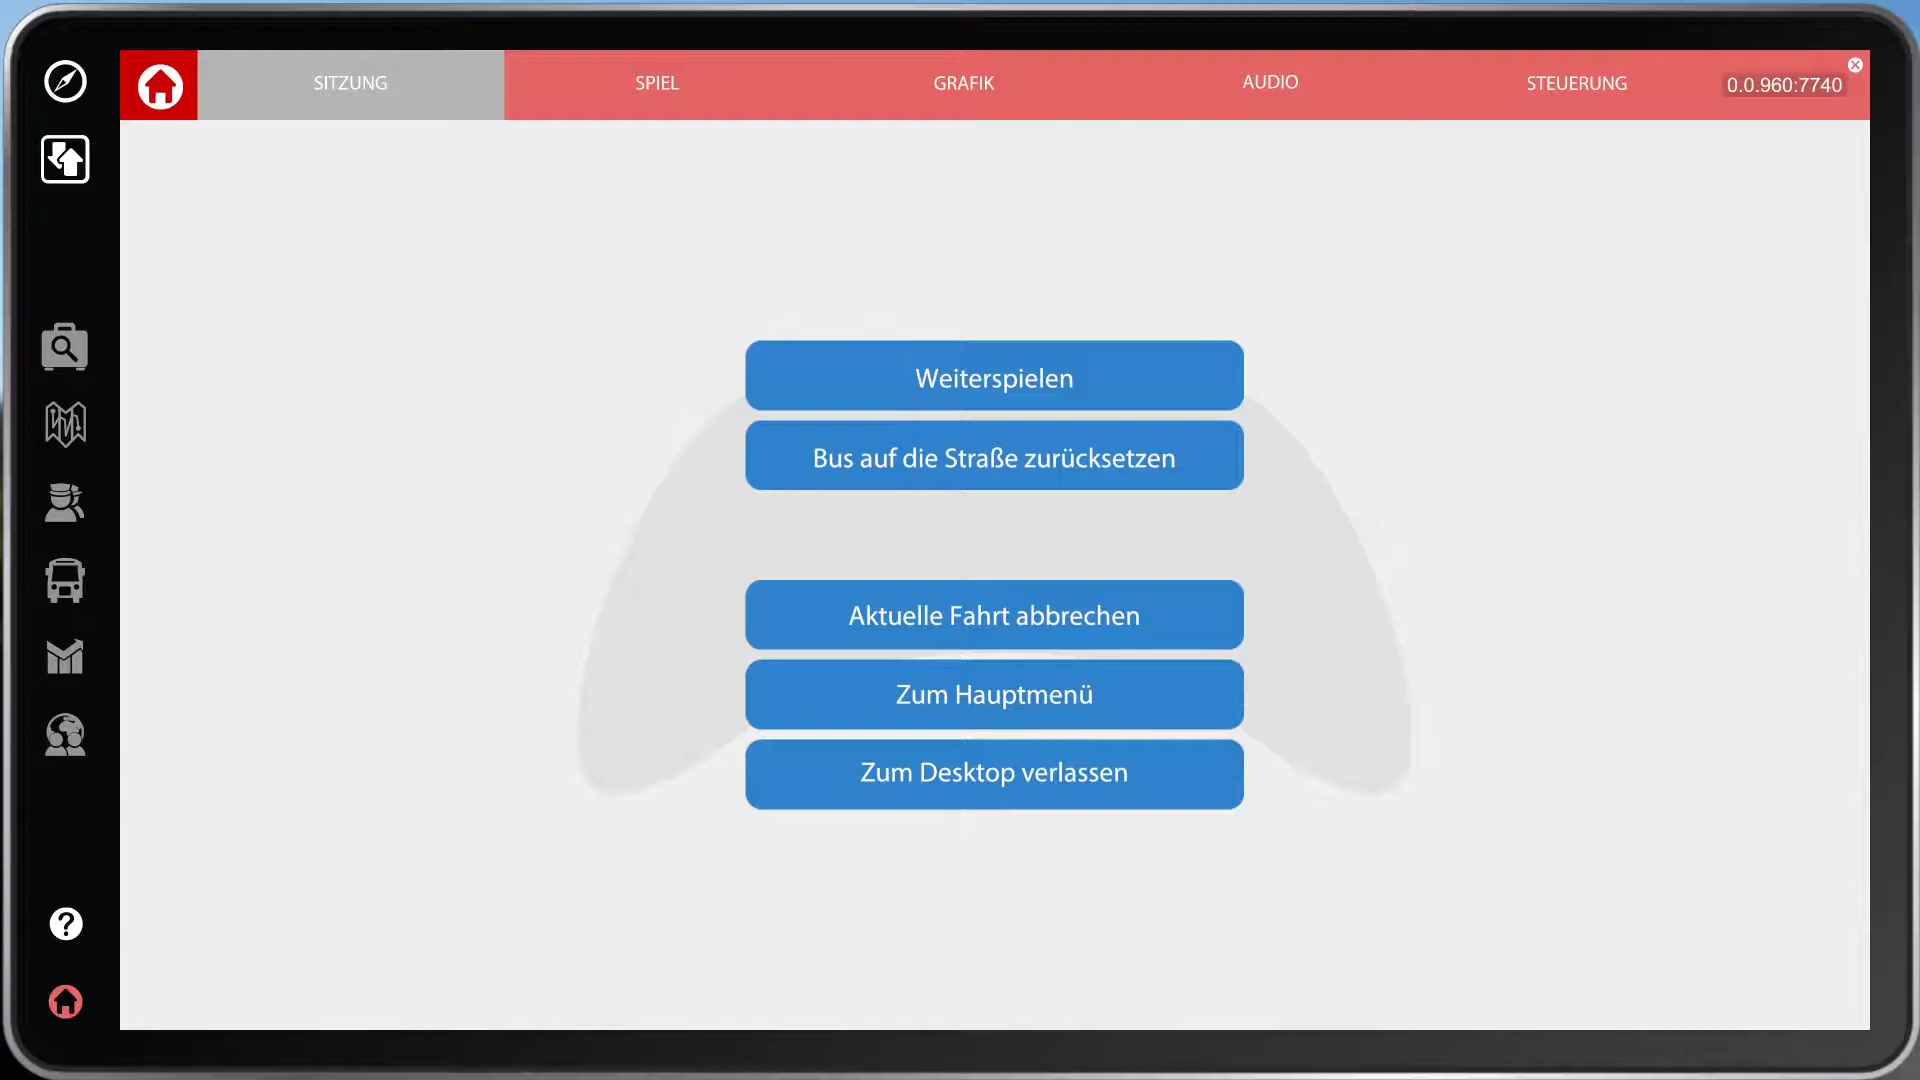 SITZUNG
SPIEL
GRAFIK
AUDIO
STEUERUNG
0.0.960:7740
Weiterspielen
Bus auf die Straße zurücksetzen
Aktuelle Fahrt abbrechen
Zum Hauptmenü
Zum Desktop verlassen